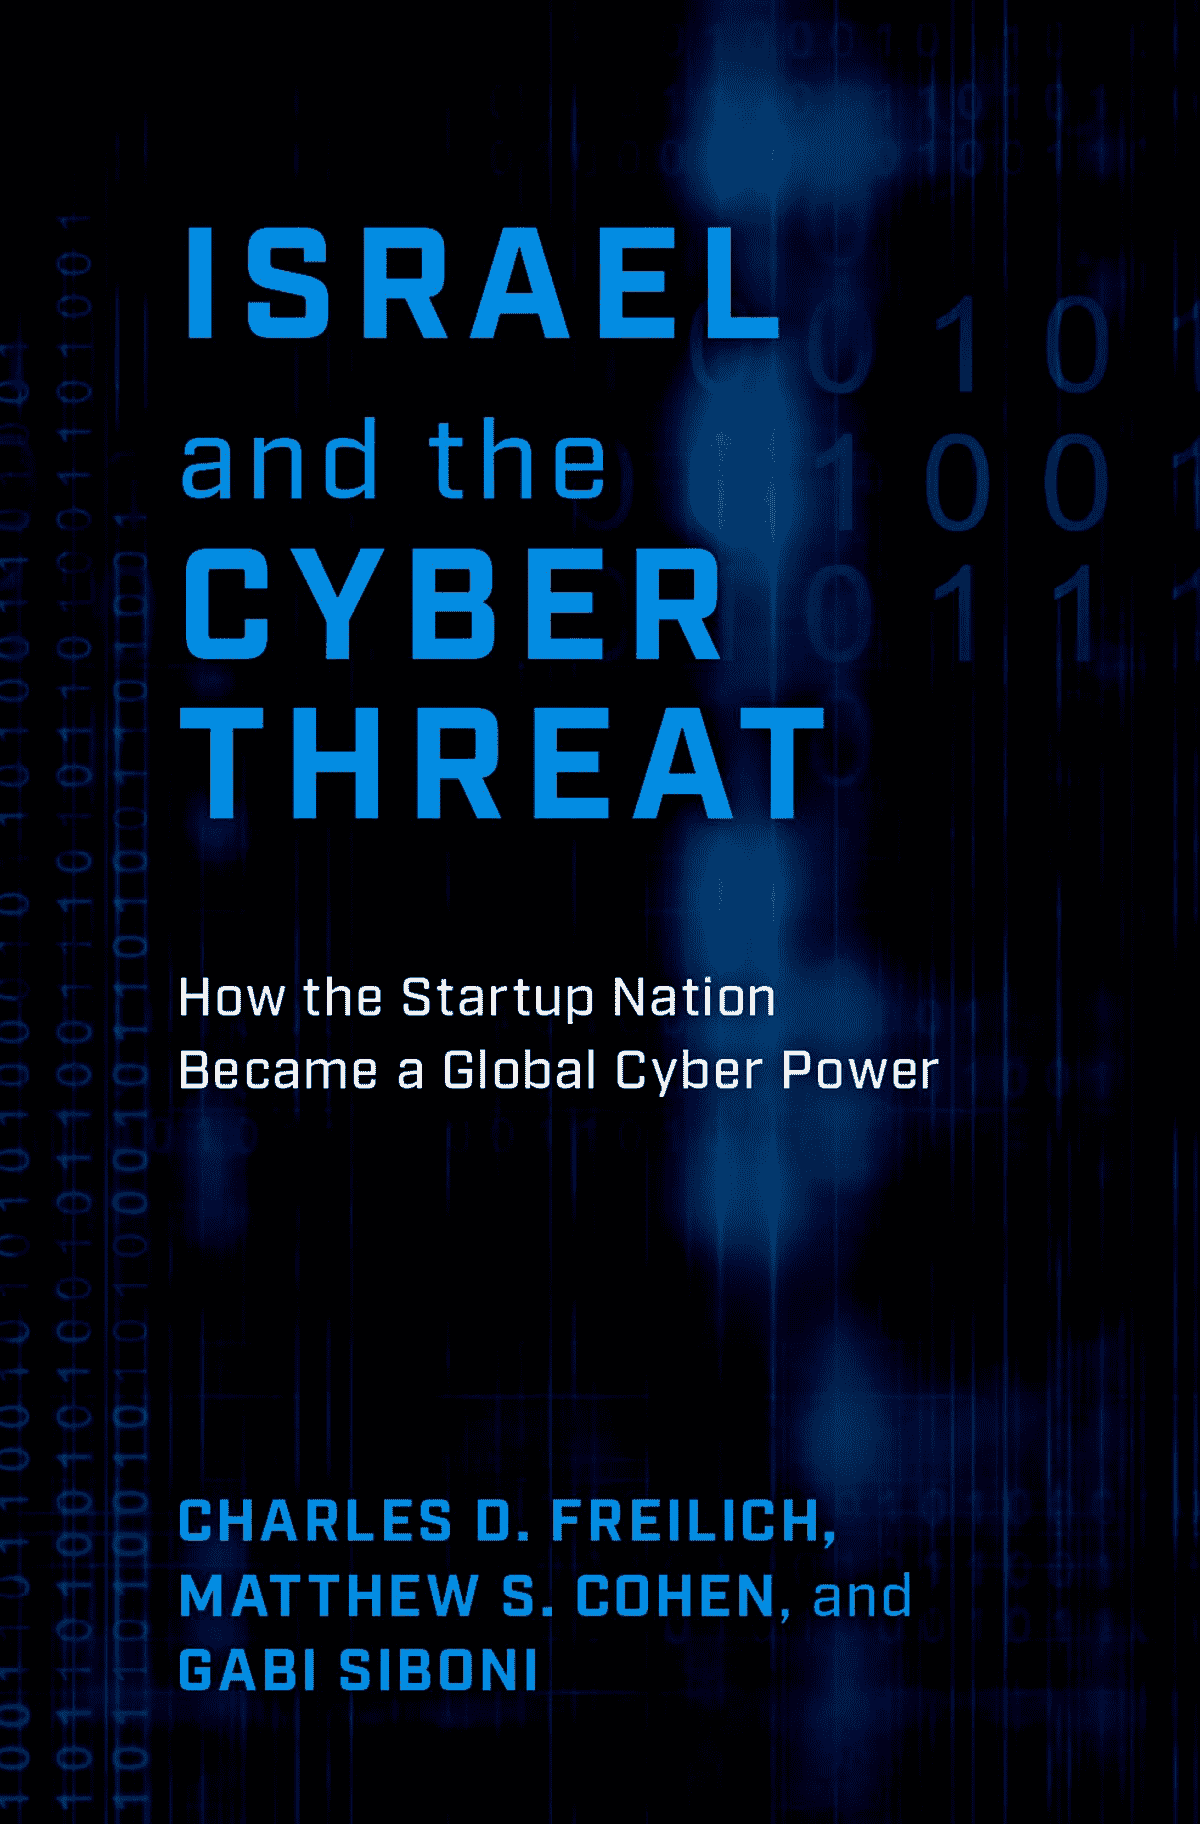 ISRAEL
and the
CYBER
THREAT
How the Startup Nation
Became a Global Cyber Power
CHARLES D. FREILICH,
MATTHEW S. COHEN, and
GABI SIBONI